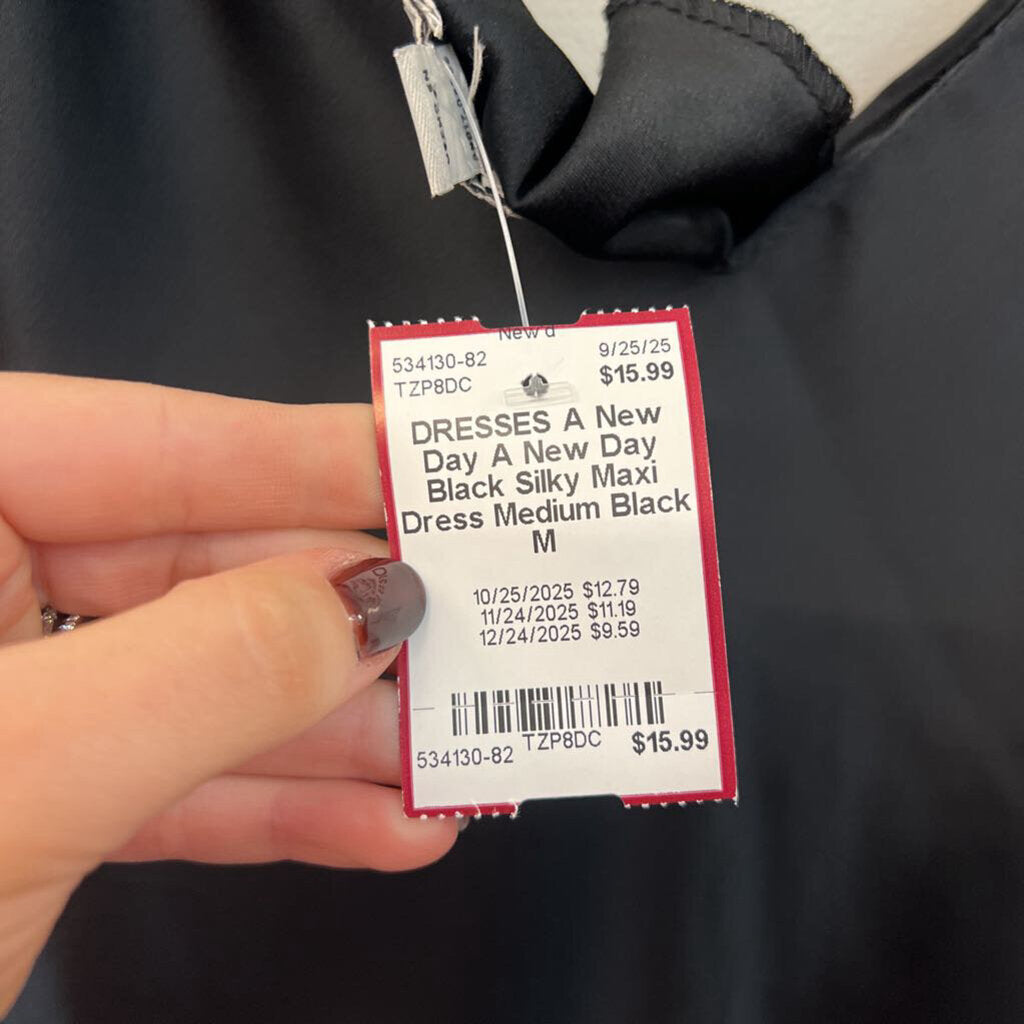 New'd
534130-82
TZP8DC
9/25/25
$15.99
DRESSES A New
Day A New Day
Black Silky Maxi
Dress Medium Black
M
10/25/2025 $12.79
11/24/2025 $11.19
12/24/2025 $9.59
534130-82
TZP8DC
$15.99